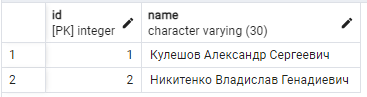 id name
[PK] integer character varying (30)
1 1 Кулешов Александр Сергеевич
2 2 Никитенко Владислав Генадиевич